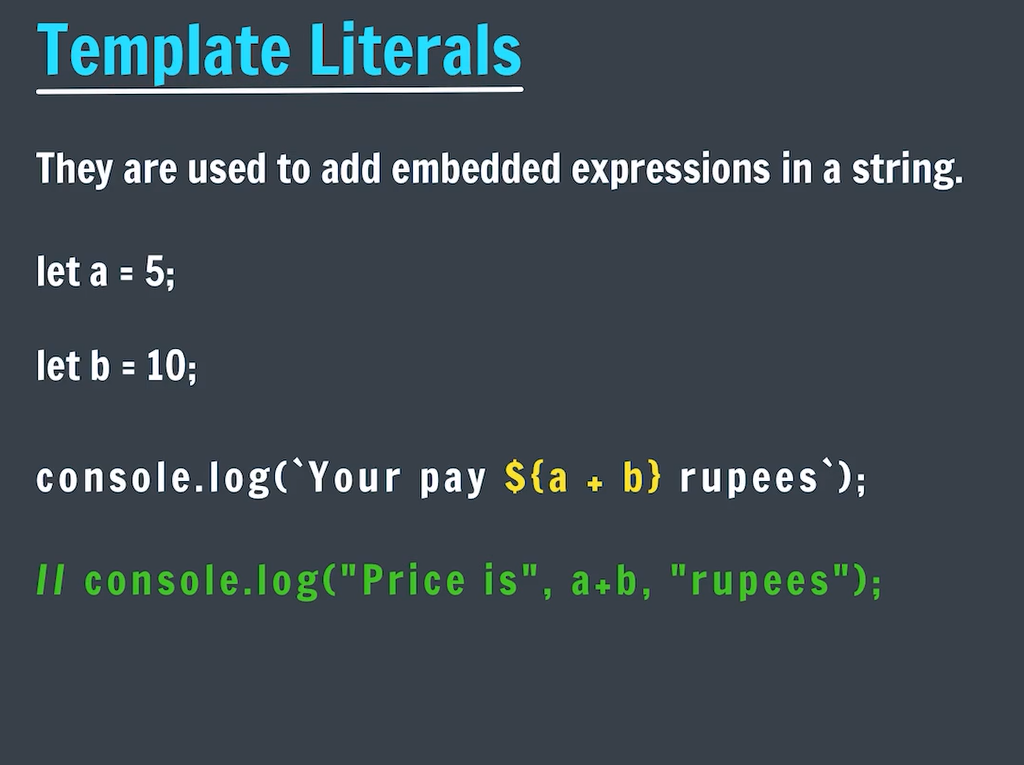 Template Literals
They are used to add embedded expressions in a string.
let a = 5;
let b = 10;
console.log(`Your pay ${a + b} rupees`);
// console.log("Price is", a+b, "rupees");